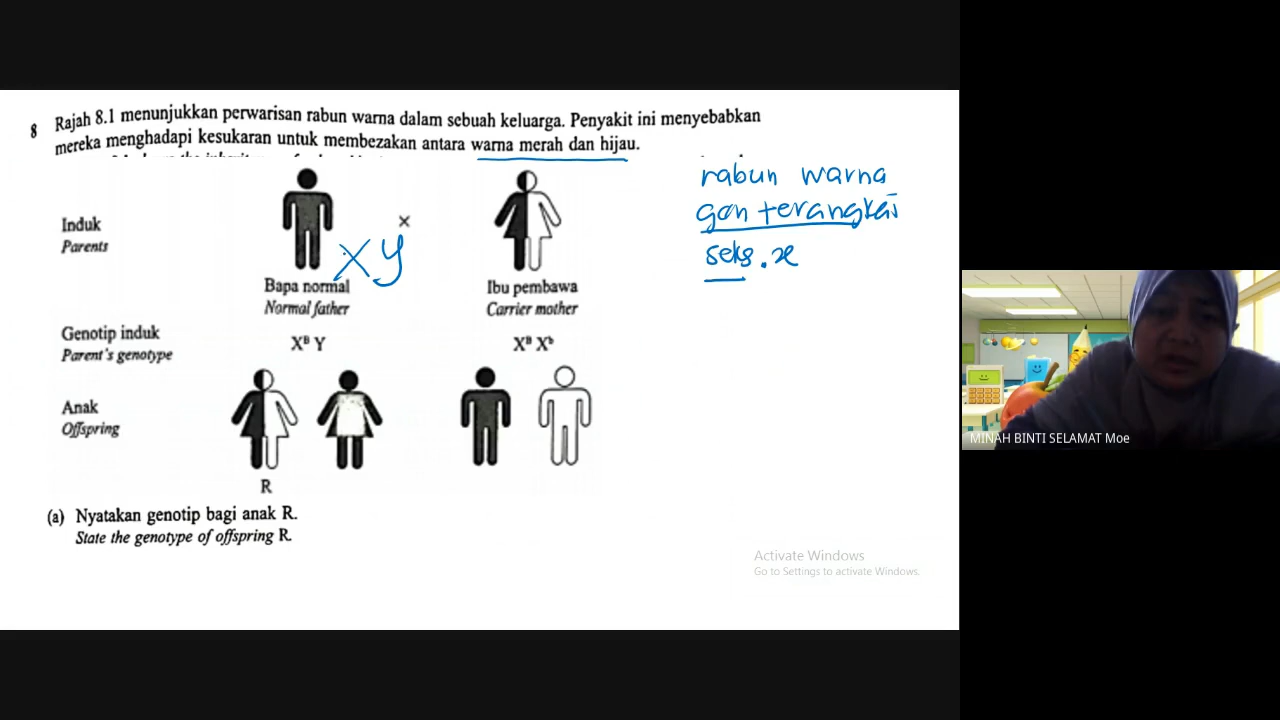 8 Rajah 8.1 menunjukkan perwarisan rabun warna dalam sebuah keluarga. Penyakit ini menyebabkan
mereka menghadapi kesukaran untuk membezakan antara warna merah dan hijau.
rabun warna
gen terangkai
seks . x
Induk
Parents
X y
×
Bapa normal
Normal father
Ibu pembawa
Carrier mother
Genotip induk
Parent's genotype
Xᴮ Y
Xᴮ Xᵇ
Anak
Offspring
R
(a) Nyatakan genotip bagi anak R.
State the genotype of offspring R.
Activate Windows
Go to Settings to activate Windows.
MINAH BINTI SELAMAT Moe